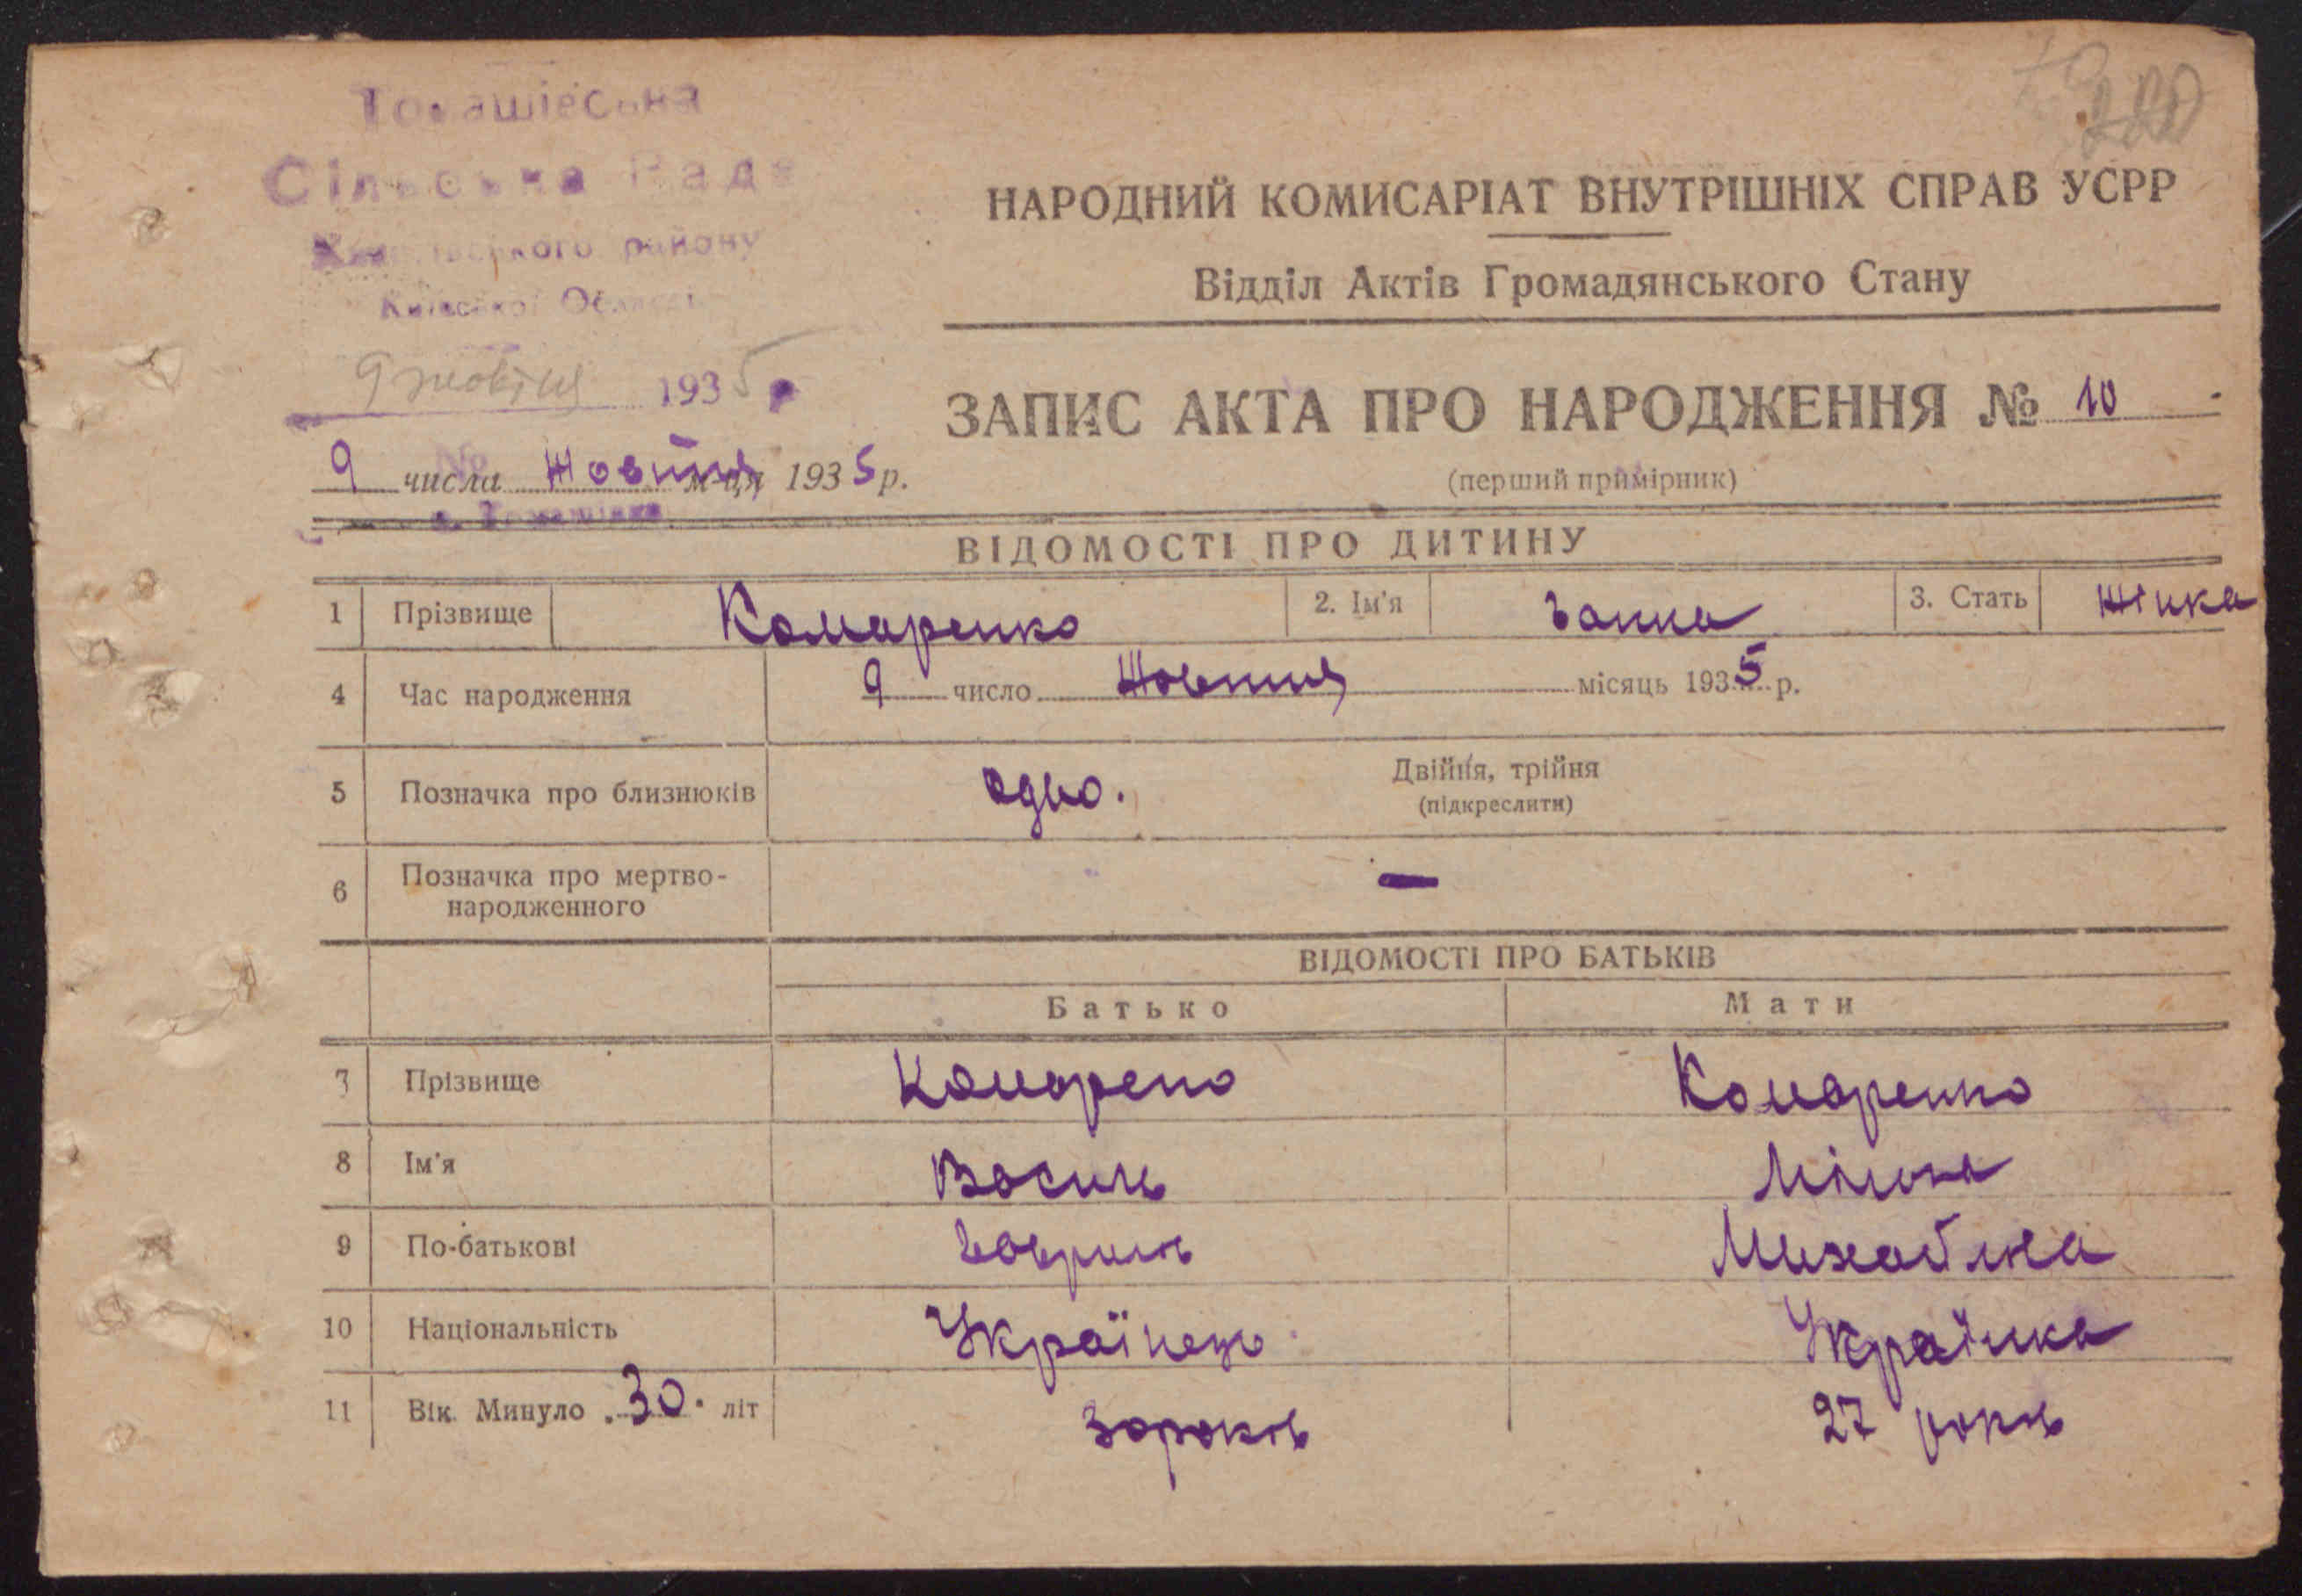 Сільська Рада
району
Київської Області
9 жовтня 1935
9 числа Жовтня м-ця 1935 р.
200
НАРОДНИЙ КОМИСАРІАТ ВНУТРІШНІХ СПРАВ УСРР
Відділ Актів Громадянського Стану
ЗАПИС АКТА ПРО НАРОДЖЕННЯ № 10
(перший примірник)
ВІДОМОСТІ ПРО ДИТИНУ
1 Прізвище Комаренко 2. Ім'я Ганна 3. Стать Жінка
4 Час народження 9 число Жовтня місяць 1935 р.
5 Позначка про близнюків одно. Двійня, трійня
(підкреслити)
6 Позначка про мертво-
народженного —
ВІДОМОСТІ ПРО БАТЬКІВ
Батько Мати
7 Прізвище Комарено Комаренко
8 Ім'я Василь
9 По-батькові Гаврилів
10 Національність Українець Українка
11 Вік Минуло 30. літ 30років 27 років